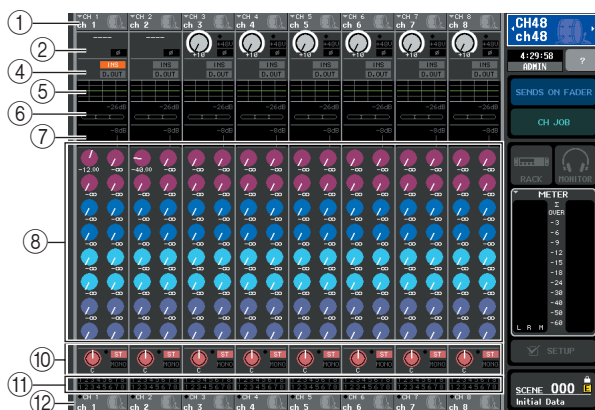 ① CH 1 CH 2 CH 3 CH 4 CH 5 CH 6 CH 7 CH 8 CH48
ch 1 ch 2 ch 3 ch 4 ch 5 ch 6 ch 7 ch 8 ch48
② ---- ---- +48V +48V +48V +48V +48V +48V
Ø Ø +10 Ø +10 Ø +10 Ø +10 Ø +10 Ø +10 Ø
4:29:58 ?
ADMIN
④ INS INS INS INS INS INS INS INS
D.OUT D.OUT D.OUT D.OUT D.OUT D.OUT D.OUT D.OUT
⑤
SENDS ON FADER
⑥ -26dB -26dB -26dB -26dB -26dB -26dB -26dB -26dB
CH JOB
⑦ -8dB -8dB -8dB -8dB -8dB -8dB -8dB -8dB
RACK MONITOR
⑧
-12.00 -∞ -40.00 -∞ -∞ -∞ -∞ -∞ -∞ -∞ -∞ -∞ -∞ -∞ -∞ -∞
-∞ -∞ -∞ -∞ -∞ -∞ -∞ -∞ -∞ -∞ -∞ -∞ -∞ -∞ -∞ -∞
-∞ -∞ -∞ -∞ -∞ -∞ -∞ -∞ -∞ -∞ -∞ -∞ -∞ -∞ -∞ -∞
-∞ -∞ -∞ -∞ -∞ -∞ -∞ -∞ -∞ -∞ -∞ -∞ -∞ -∞ -∞ -∞
-∞ -∞ -∞ -∞ -∞ -∞ -∞ -∞ -∞ -∞ -∞ -∞ -∞ -∞ -∞ -∞
-∞ -∞ -∞ -∞ -∞ -∞ -∞ -∞ -∞ -∞ -∞ -∞ -∞ -∞ -∞ -∞
-∞ -∞ -∞ -∞ -∞ -∞ -∞ -∞ -∞ -∞ -∞ -∞ -∞ -∞ -∞ -∞
METER
Σ
OVER
-3
-6
-9
-12
-15
-18
-24
-30
-40
-50
-60
L R M
⑩ ST ST ST ST ST ST ST ST
C MONO C MONO C MONO C MONO C MONO C MONO C MONO C MONO
SETUP
⑪
⑫ CH 1 CH 2 CH 3 CH 4 CH 5 CH 6 CH 7 CH 8
ch 1 ch 2 ch 3 ch 4 ch 5 ch 6 ch 7 ch 8
SCENE 000 E
Initial Data